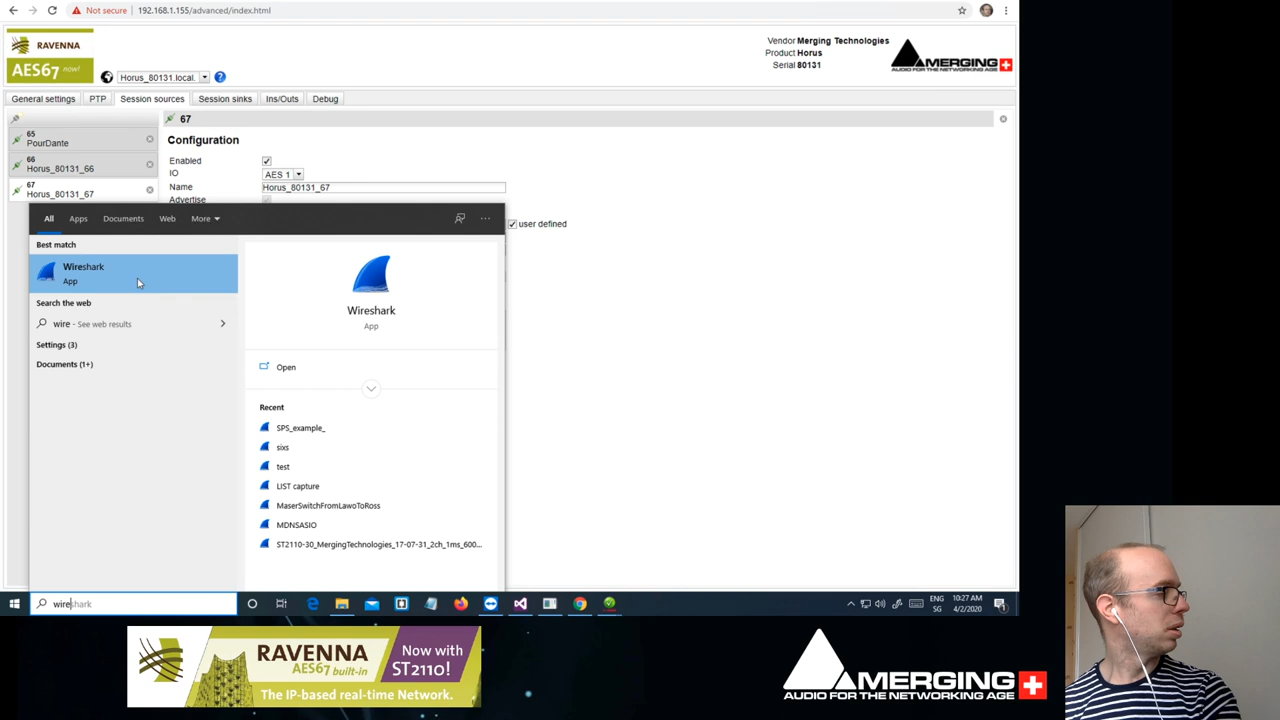 Not secure
192.168.1.155/advanced/index.html
RAVENNA
AES67 now!
Horus_80131.local.
?
Vendor Merging Technologies
Product Horus
Serial 80131
MERGING
AUDIO FOR THE NETWORKING AGE
General settings
PTP
Session sources
Session sinks
Ins/Outs
Debug
65
PourDante
66
Horus_80131_66
67
Horus_80131_67
67
Configuration
Enabled
IO
AES 1
Name
Horus_80131_67
Advertise
user defined
All
Apps
Documents
Web
More
Best match
Wireshark
App
Search the web
wire - See web results
Settings (3)
Documents (1+)
Wireshark
App
Open
Recent
SPS_example_
sixs
test
LIST capture
MaserSwitchFromLawoToRoss
MDNSASIO
ST2110-30_MergingTechnologies_17-07-31_2ch_1ms_600...
wireshark
ENG
SG
10:27 AM
4/2/2020
RAVENNA
AES67 built-in
Now with
ST2110!
The IP-based real-time Network.
MERGING
AUDIO FOR THE NETWORKING AGE